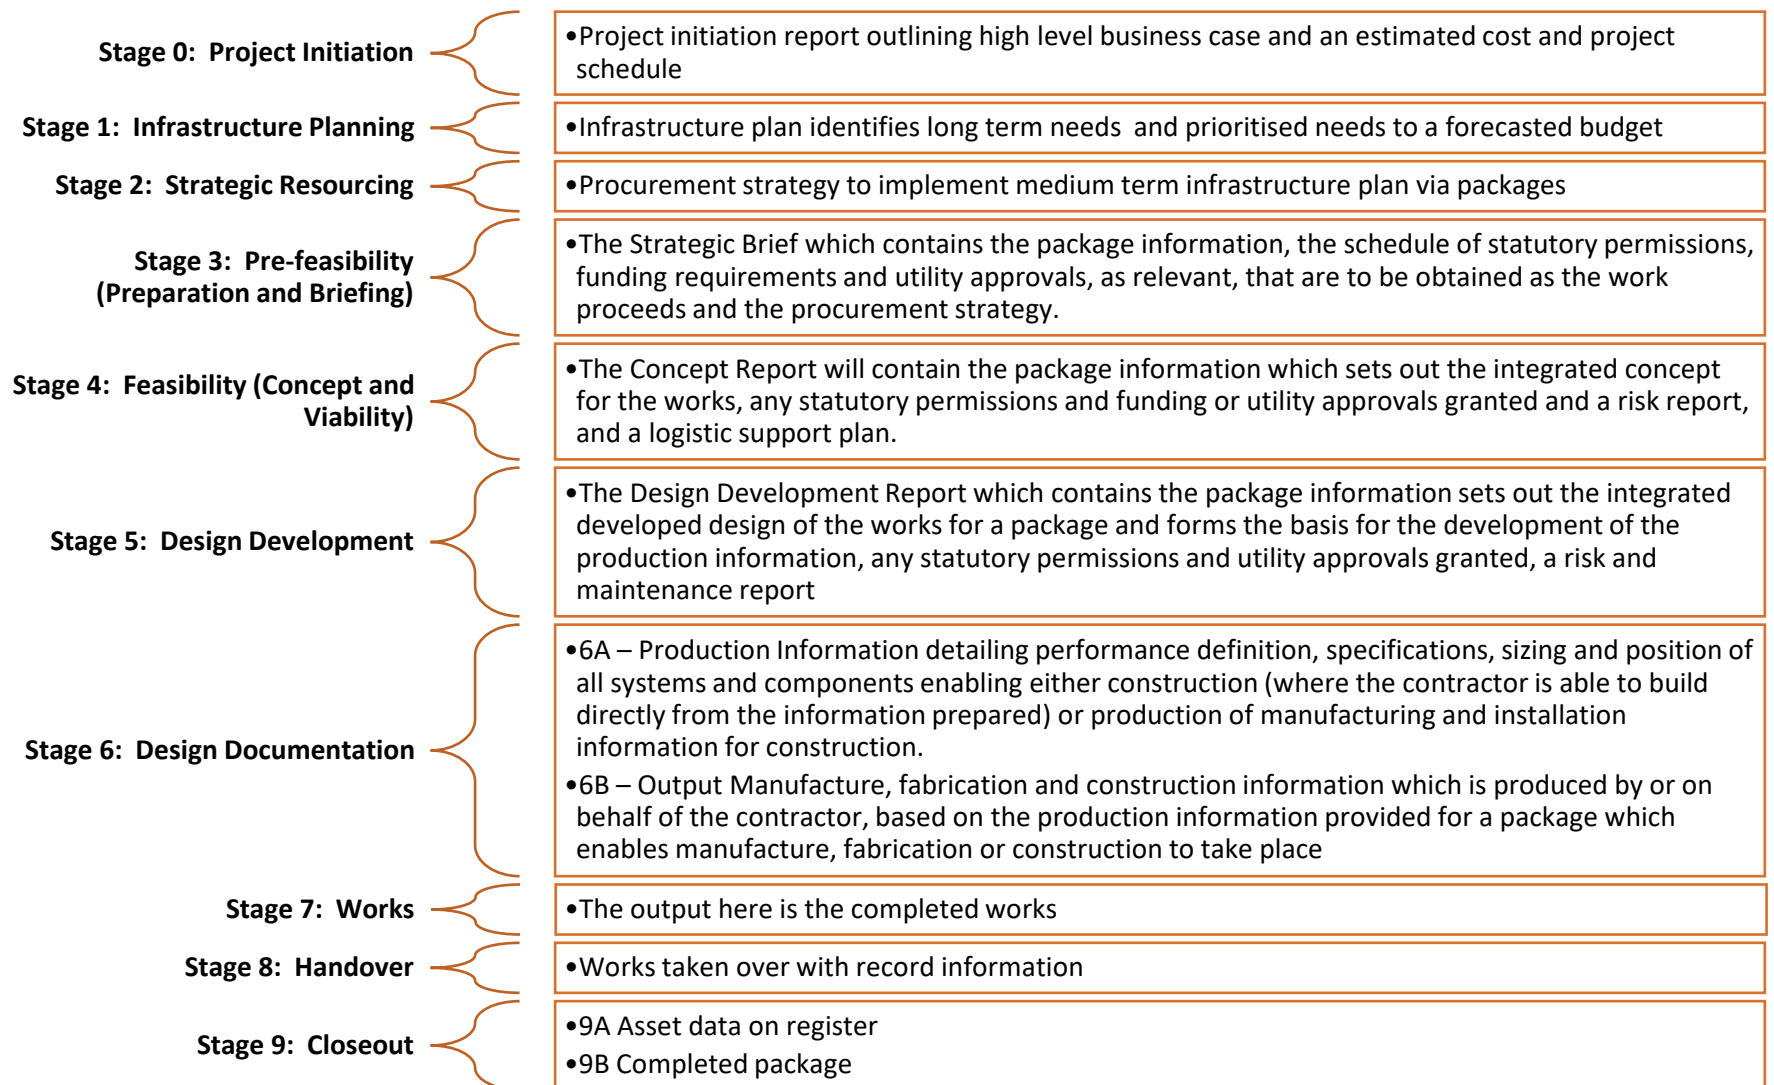 Stage 0:  Project Initiation
•Project initiation report outlining high level business case and an estimated cost and project
schedule
Stage 1:  Infrastructure Planning
•Infrastructure plan identifies long term needs  and prioritised needs to a forecasted budget
Stage 2:  Strategic Resourcing
•Procurement strategy to implement medium term infrastructure plan via packages
Stage 3:  Pre-feasibility
(Preparation and Briefing)
•The Strategic Brief which contains the package information, the schedule of statutory permissions,
funding requirements and utility approvals, as relevant, that are to be obtained as the work
proceeds and the procurement strategy.
Stage 4:  Feasibility (Concept and
Viability)
•The Concept Report will contain the package information which sets out the integrated concept
for the works, any statutory permissions and funding or utility approvals granted and a risk report,
and a logistic support plan.
Stage 5:  Design Development
•The Design Development Report which contains the package information sets out the integrated
developed design of the works for a package and forms the basis for the development of the
production information, any statutory permissions and utility approvals granted, a risk and
maintenance report
Stage 6:  Design Documentation
•6A – Production Information detailing performance definition, specifications, sizing and position of
all systems and components enabling either construction (where the contractor is able to build
directly from the information prepared) or production of manufacturing and installation
information for construction.
•6B – Output Manufacture, fabrication and construction information which is produced by or on
behalf of the contractor, based on the production information provided for a package which
enables manufacture, fabrication or construction to take place
Stage 7:  Works
•The output here is the completed works
Stage 8:  Handover
•Works taken over with record information
Stage 9:  Closeout
•9A Asset data on register
•9B Completed package